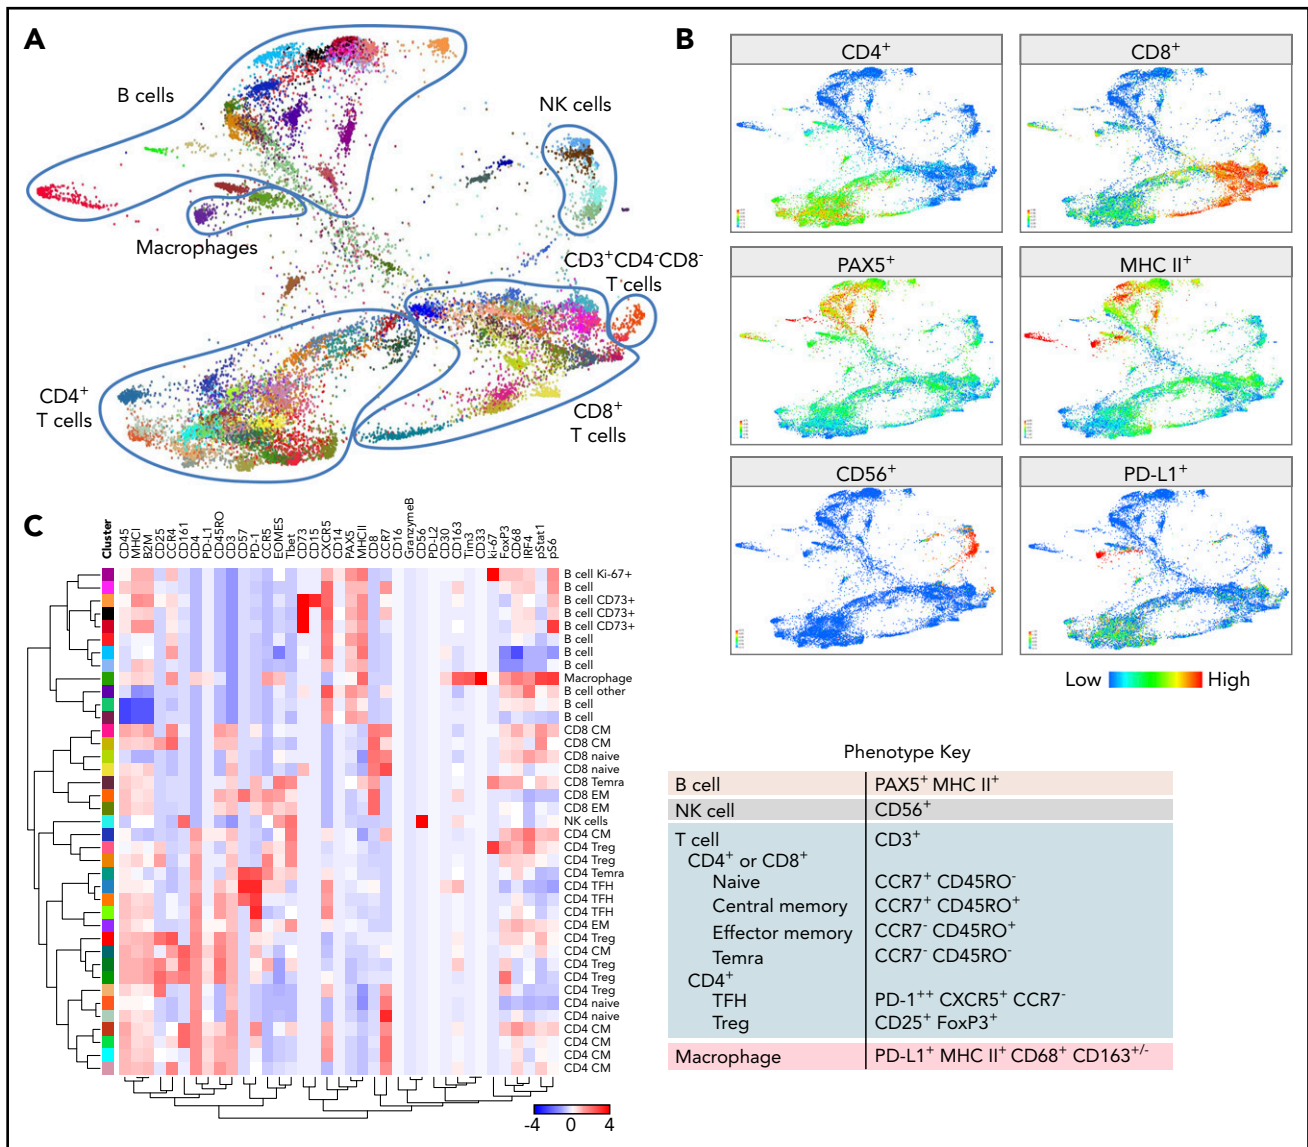 A
B cells
NK cells
Macrophages
CD3+CD4-CD8-
T cells
CD4+
T cells
CD8+
T cells
B
CD4+
CD8+
PAX5+
MHC II+
CD56+
PD-L1+
Low
High
C
Cluster
CD45
MHCI
B2M
CD25
CCR4
CD161
CD4
PD-L1
CD45RO
CD3
CD57
PD-1
CCR5
EOMES
Tbet
CD73
CD15
CXCR5
CD14
PAX5
MHCII
CD8
CCR7
CD16
GranzymeB
CD56
PD-L2
CD30
CD163
Tim3
CD33
ki-67
FoxP3
CD68
IRF4
pStat1
pS6
B cell Ki-67+
B cell
B cell CD73+
B cell CD73+
B cell CD73+
B cell
B cell
B cell
Macrophage
B cell other
B cell
B cell
CD8 CM
CD8 CM
CD8 naive
CD8 naive
CD8 Temra
CD8 EM
CD8 EM
NK cells
CD4 CM
CD4 Treg
CD4 Treg
CD4 Temra
CD4 TFH
CD4 TFH
CD4 TFH
CD4 EM
CD4 Treg
CD4 CM
CD4 Treg
CD4 Treg
CD4 Treg
CD4 naive
CD4 naive
CD4 CM
CD4 CM
CD4 CM
CD4 CM
-4 0 4
Phenotype Key
B cell PAX5+ MHC II+
NK cell CD56+
T cell CD3+
CD4+ or CD8+
Naive CCR7+ CD45RO-
Central memory CCR7+ CD45RO+
Effector memory CCR7- CD45RO+
Temra CCR7- CD45RO-
CD4+
TFH PD-1++ CXCR5+ CCR7-
Treg CD25+ FoxP3+
Macrophage PD-L1+ MHC II+ CD68+ CD163+/-